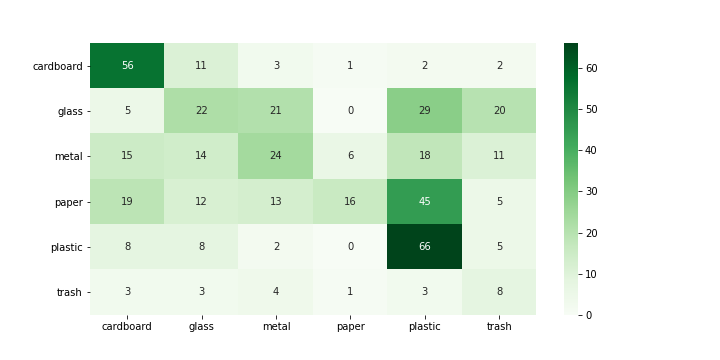 cardboard 56 11 3 1 2 2
glass 5 22 21 0 29 20
metal 15 14 24 6 18 11
paper 19 12 13 16 45 5
plastic 8 8 2 0 66 5
trash 3 3 4 1 3 8
cardboard glass metal paper plastic trash
60
50
40
30
20
10
0